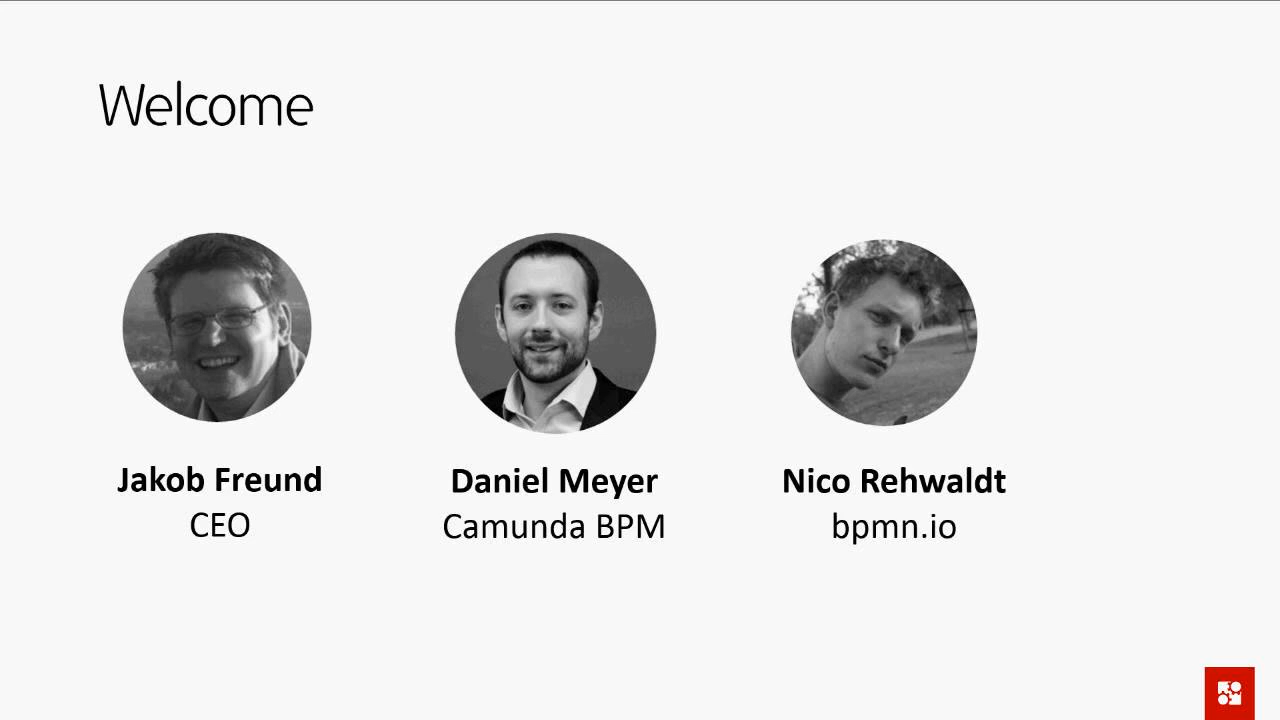 Welcome
Jakob Freund
CEO
Daniel Meyer
Camunda BPM
Nico Rehwaldt
bpmn.io